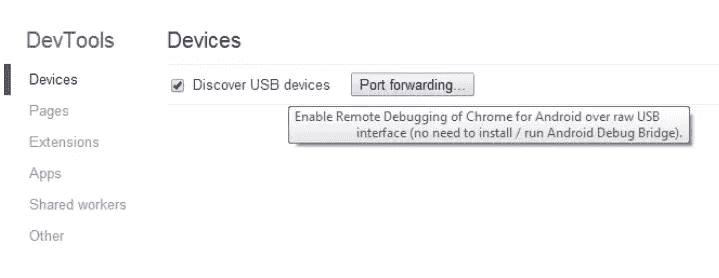 DevTools
Devices
Pages
Extensions
Apps
Shared workers
Other
Devices
Discover USB devices Port forwarding...
Enable Remote Debugging of Chrome for Android over raw USB
interface (no need to install / run Android Debug Bridge).